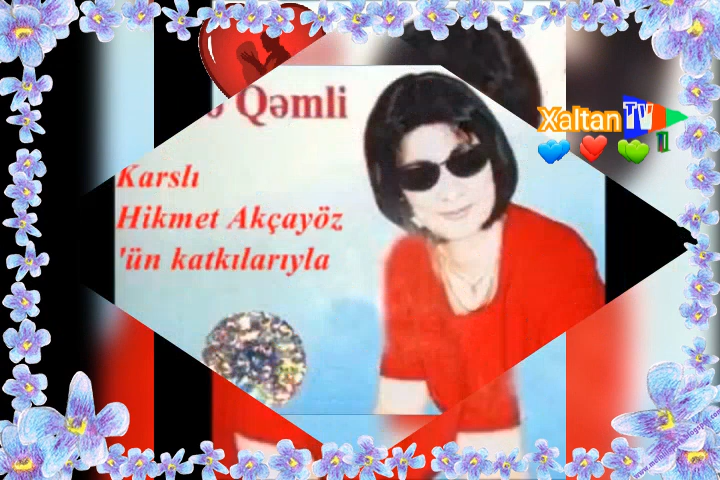 Qəmli
Xaltan TV
Karslı
Hikmet Akçayöz
'ün katkılarıyla